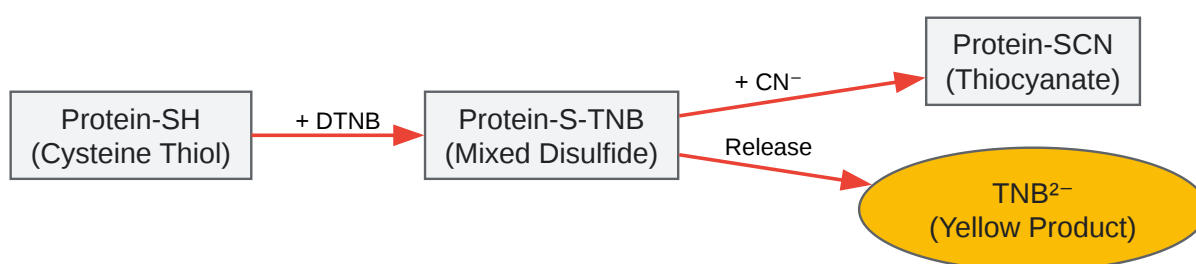 Protein-SH
(Cysteine Thiol)
+ DTNB
Protein-S-TNB
(Mixed Disulfide)
+ CN⁻
Protein-SCN
(Thiocyanate)
Release
TNB²⁻
(Yellow Product)